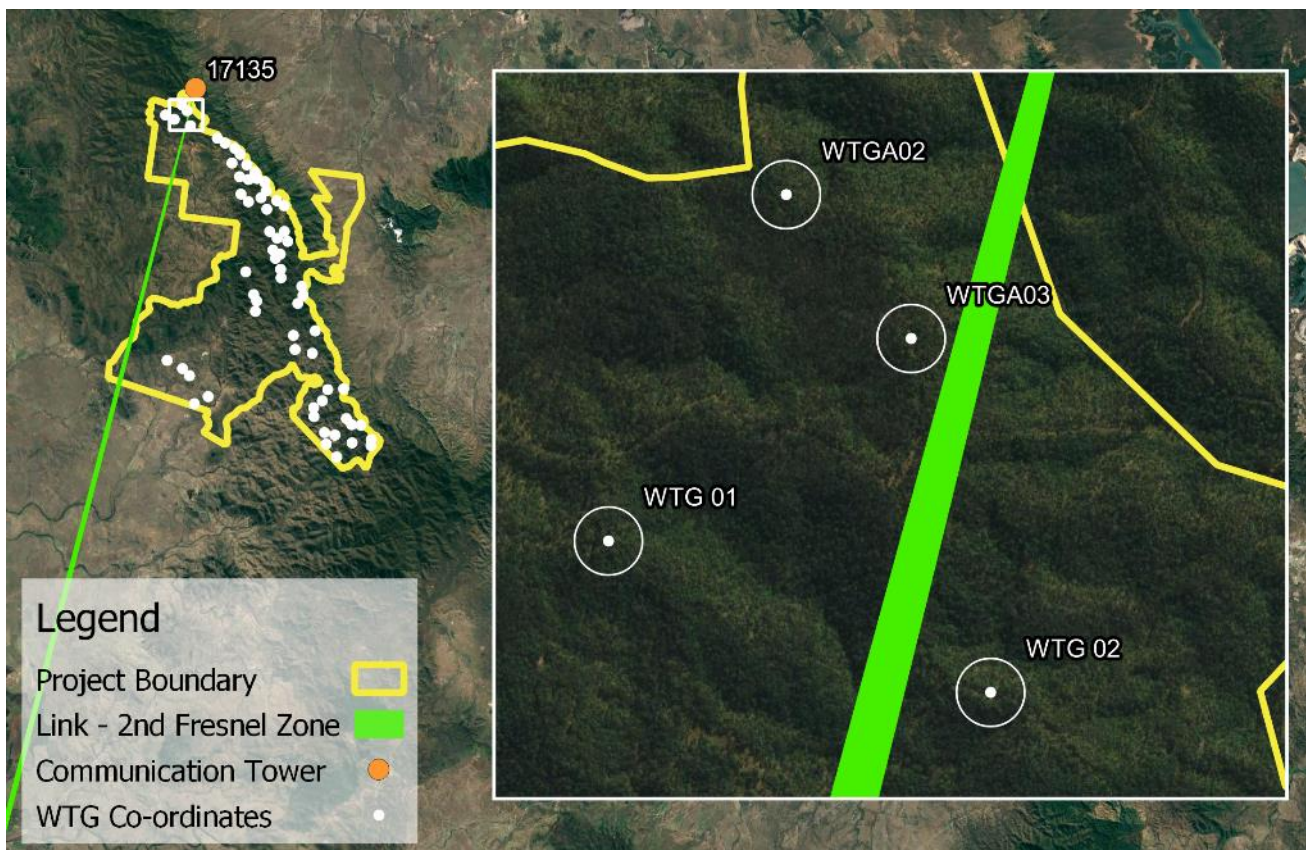 17135
WTGA02
WTGA03
WTG 01
WTG 02
Legend
Project Boundary
Link - 2nd Fresnel Zone
Communication Tower
WTG Co-ordinates